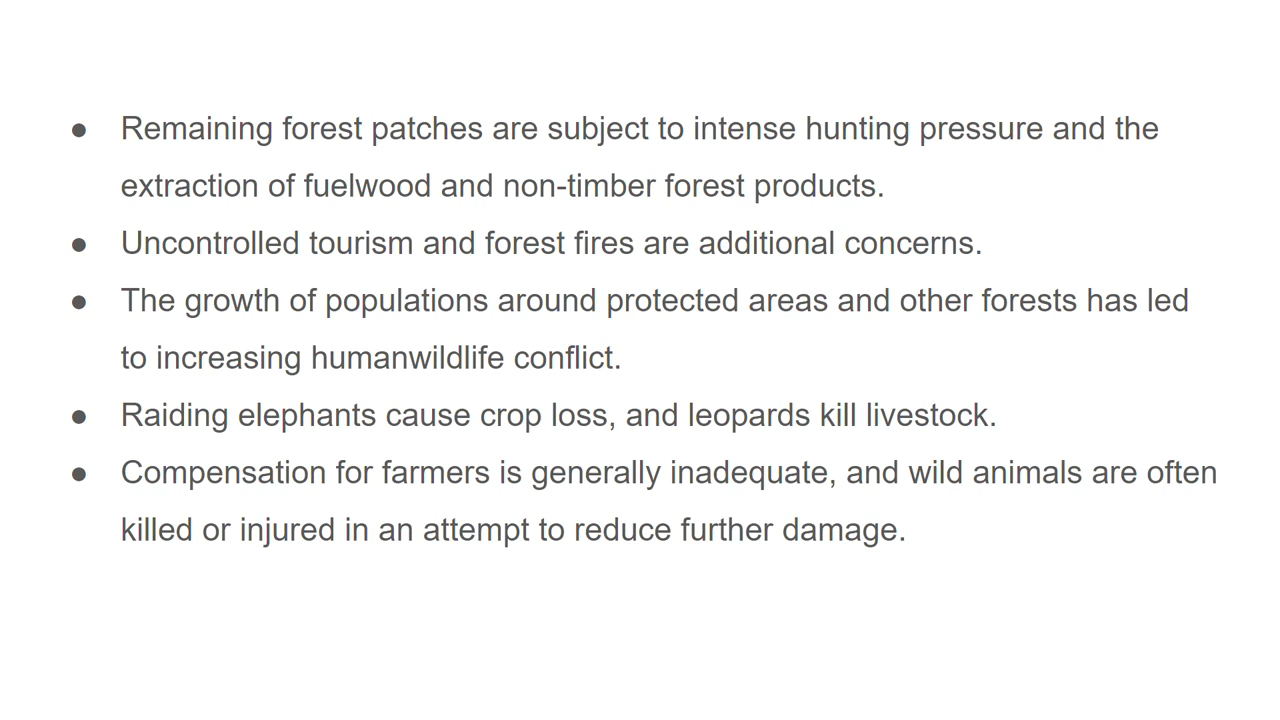 ● Remaining forest patches are subject to intense hunting pressure and the
extraction of fuelwood and non-timber forest products.
● Uncontrolled tourism and forest fires are additional concerns.
● The growth of populations around protected areas and other forests has led
to increasing humanwildlife conflict.
● Raiding elephants cause crop loss, and leopards kill livestock.
● Compensation for farmers is generally inadequate, and wild animals are often
killed or injured in an attempt to reduce further damage.